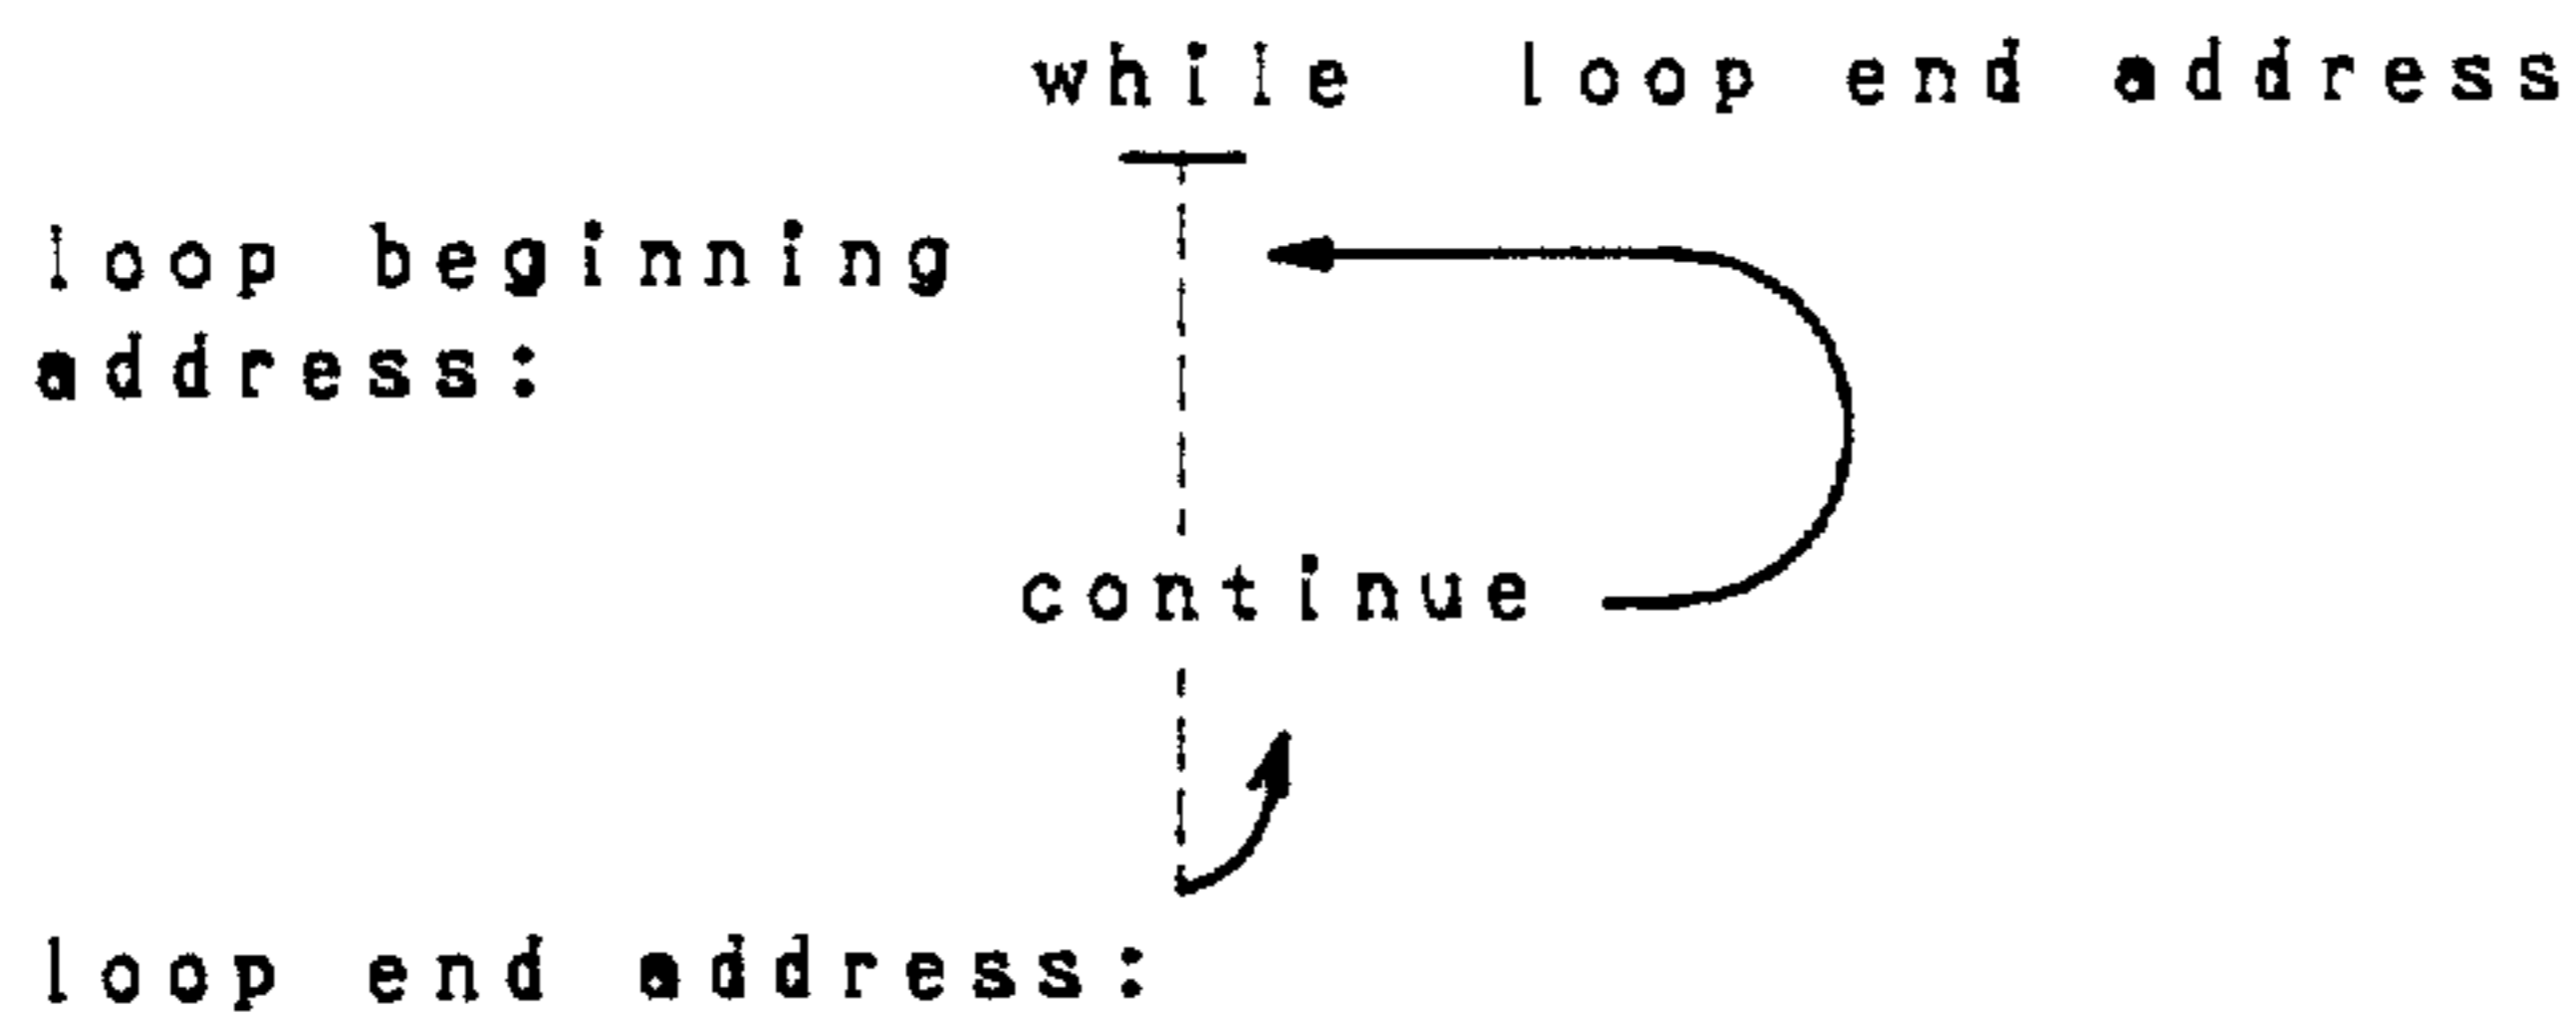 while loop end address
loop beginning
address:
continue
loop end address: